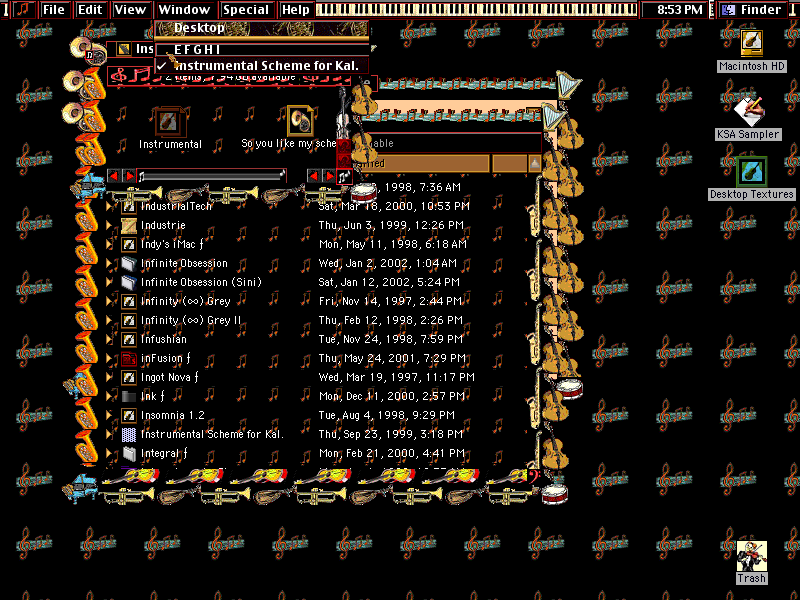 File Edit View Window Special Help 8:53 PM Finder
Desktop
E F G H I
✓ Instrumental Scheme for Kal.
Ins
Macintosh HD
KSA Sampler
Desktop Textures
Instrumental
So you like my sche
1998, 7:36 AM
IndustrialTech Sat, Mar 18, 2000, 10:53 PM
Industrie Thu, Jun 3, 1999, 12:26 PM
Indy's iMac ƒ Mon, May 11, 1998, 6:18 AM
Infinite Obsession Wed, Jan 2, 2002, 1:04 AM
Infinite Obsession (Sini) Sat, Jan 12, 2002, 5:24 PM
Infinity (∞) Grey Fri, Nov 14, 1997, 2:44 PM
Infinity (∞) Grey II Thu, Feb 12, 1998, 2:26 PM
Infushian Tue, Nov 24, 1998, 7:59 PM
inFusion ƒ Thu, May 24, 2001, 7:29 PM
Ingot Nova ƒ Wed, Mar 19, 1997, 11:17 PM
Ink ƒ Mon, Dec 11, 2000, 2:57 PM
Insomnia 1.2 Tue, Aug 4, 1998, 9:29 PM
Instrumental Scheme for Kal. Thu, Sep 23, 1999, 3:18 PM
Integral ƒ Mon, Feb 21, 2000, 4:41 PM
Trash